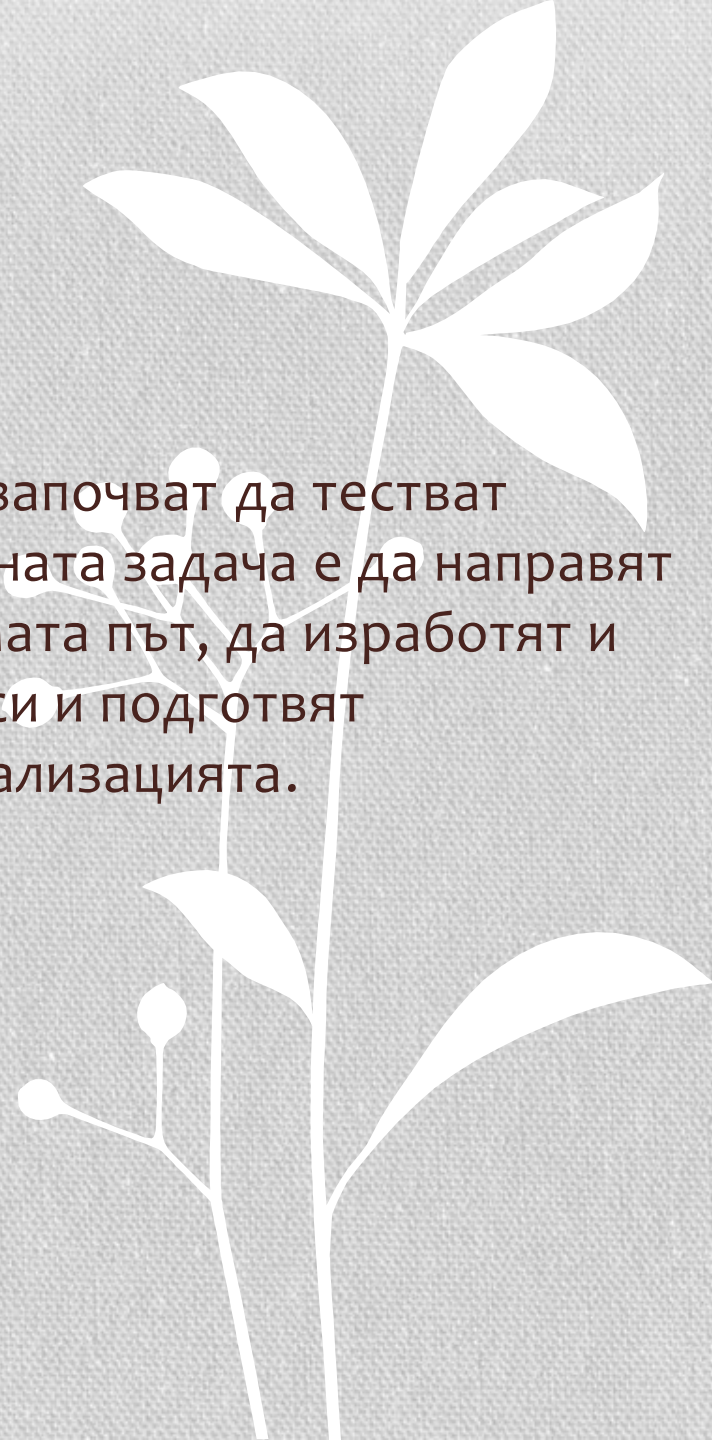 започват да тестват
ната задача е да направят
ата път, да изработят и
си и подготвят
ализацията.